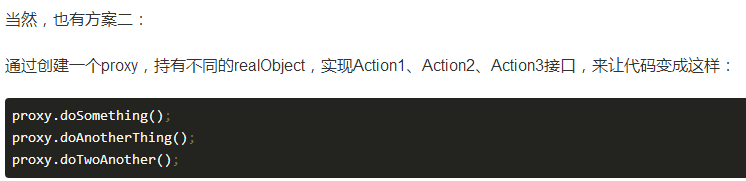 当然，也有方案二：
通过创建一个proxy，持有不同的realObject，实现Action1、Action2、Action3接口，来让代码变成这样：
proxy.doSomething();
proxy.doAnotherThing();
proxy.doTwoAnother();